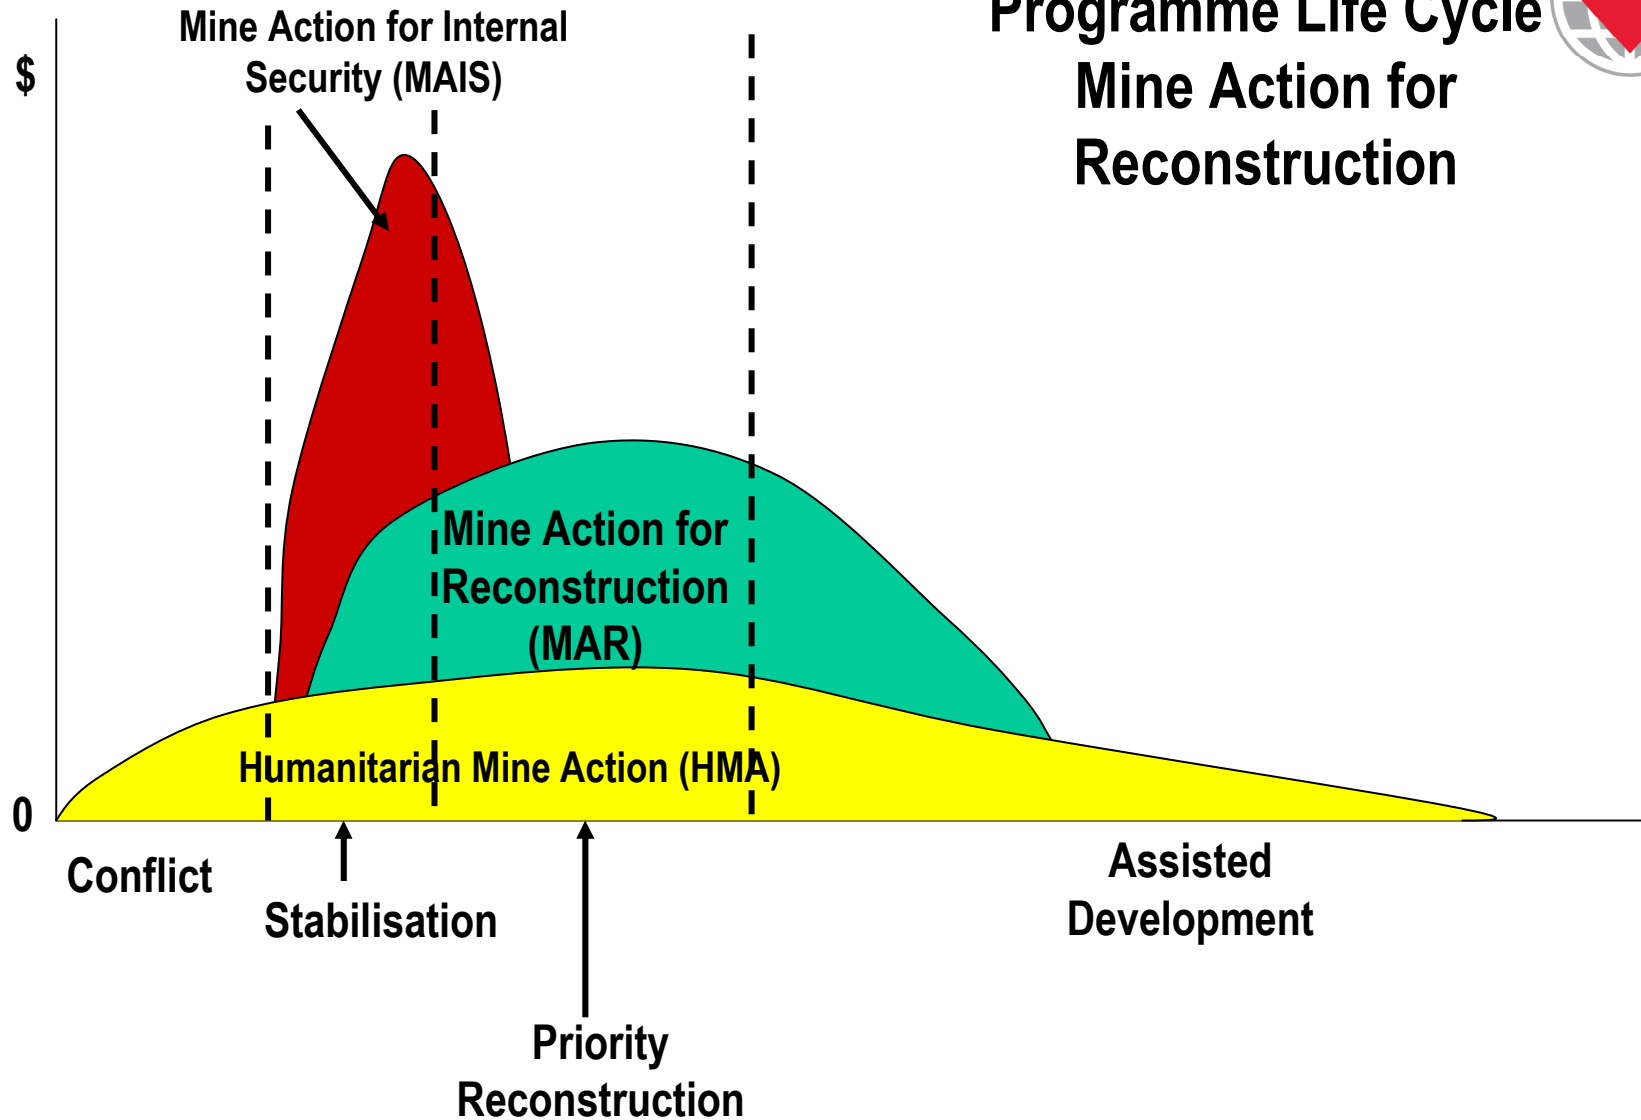 Programme Life Cycle
Mine Action for
Reconstruction
Mine Action for Internal
Security (MAIS)
$
Mine Action for
Reconstruction
(MAR)
Humanitarian Mine Action (HMA)
0
Conflict
Stabilisation
Priority
Reconstruction
Assisted
Development